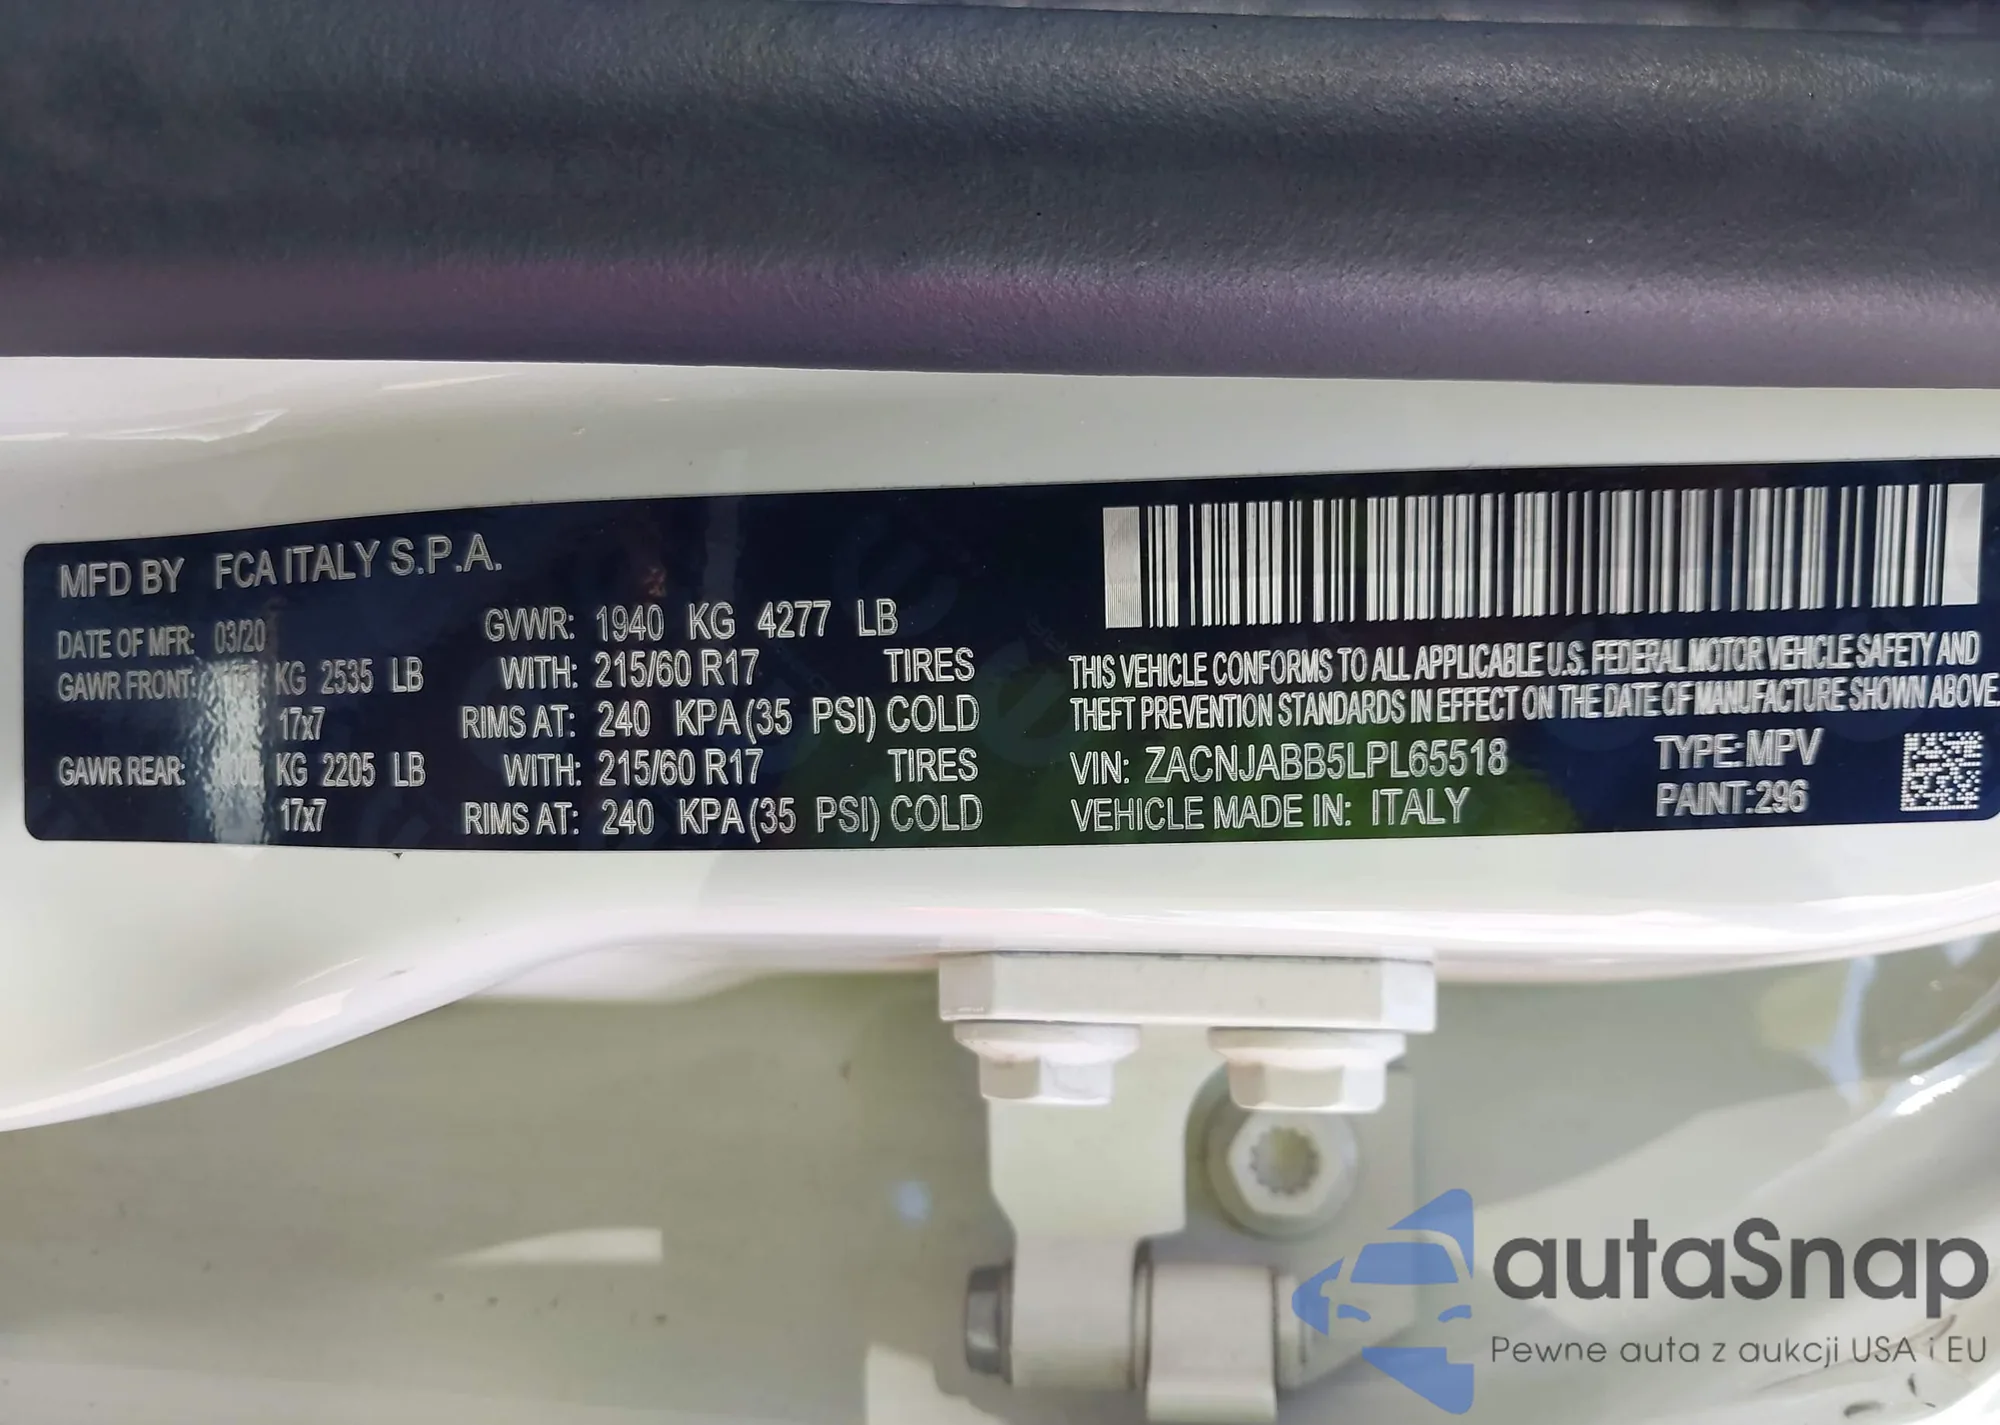 MFD BY FCA ITALY S.P.A.
DATE OF MFR: 03/20 GVWR: 1940 KG 4277 LB
GAWR FRONT: KG 2535 LB WITH: 215/60 R17 TIRES
17x7 RIMS AT: 240 KPA (35 PSI) COLD
GAWR REAR: KG 2205 LB WITH: 215/60 R17 TIRES
17x7 RIMS AT: 240 KPA (35 PSI) COLD
THIS VEHICLE CONFORMS TO ALL APPLICABLE U.S. FEDERAL MOTOR VEHICLE SAFETY AND
THEFT PREVENTION STANDARDS IN EFFECT ON THE DATE OF MANUFACTURE SHOWN ABOVE.
VIN: ZACNJABB5LPL65518 TYPE: MPV
VEHICLE MADE IN: ITALY PAINT: 296
autaSnap
Pewne auta z aukcji USA i EU